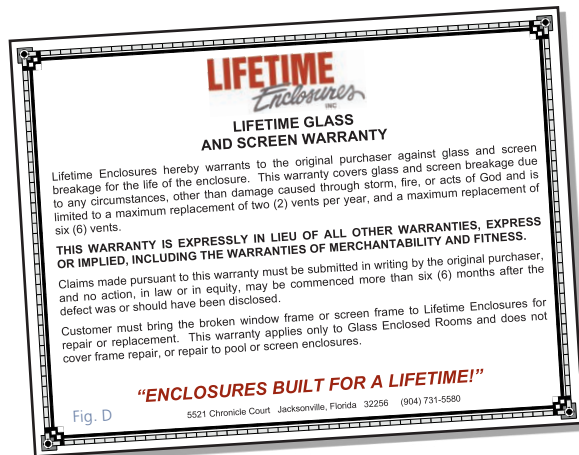 LIFETIME
Enclosures
INC.
LIFETIME GLASS
AND SCREEN WARRANTY
Lifetime Enclosures hereby warrants to the original purchaser against glass and screen
breakage for the life of the enclosure. This warranty covers glass and screen breakage due
to any circumstances, other than damage caused through storm, fire, or acts of God and is
limited to a maximum replacement of two (2) vents per year, and a maximum replacement of
six (6) vents.
THIS WARRANTY IS EXPRESSLY IN LIEU OF ALL OTHER WARRANTIES, EXPRESS
OR IMPLIED, INCLUDING THE WARRANTIES OF MERCHANTABILITY AND FITNESS.
Claims made pursuant to this warranty must be submitted in writing by the original purchaser,
and no action, in law or in equity, may be commenced more than six (6) months after the
defect was or should have been disclosed.
Customer must bring the broken window frame or screen frame to Lifetime Enclosures for
repair or replacement. This warranty applies only to Glass Enclosed Rooms and does not
cover frame repair, or repair to pool or screen enclosures.
“ENCLOSURES BUILT FOR A LIFETIME!”
5521 Chronicle Court Jacksonville, Florida 32256 (904) 731-5580
Fig. D